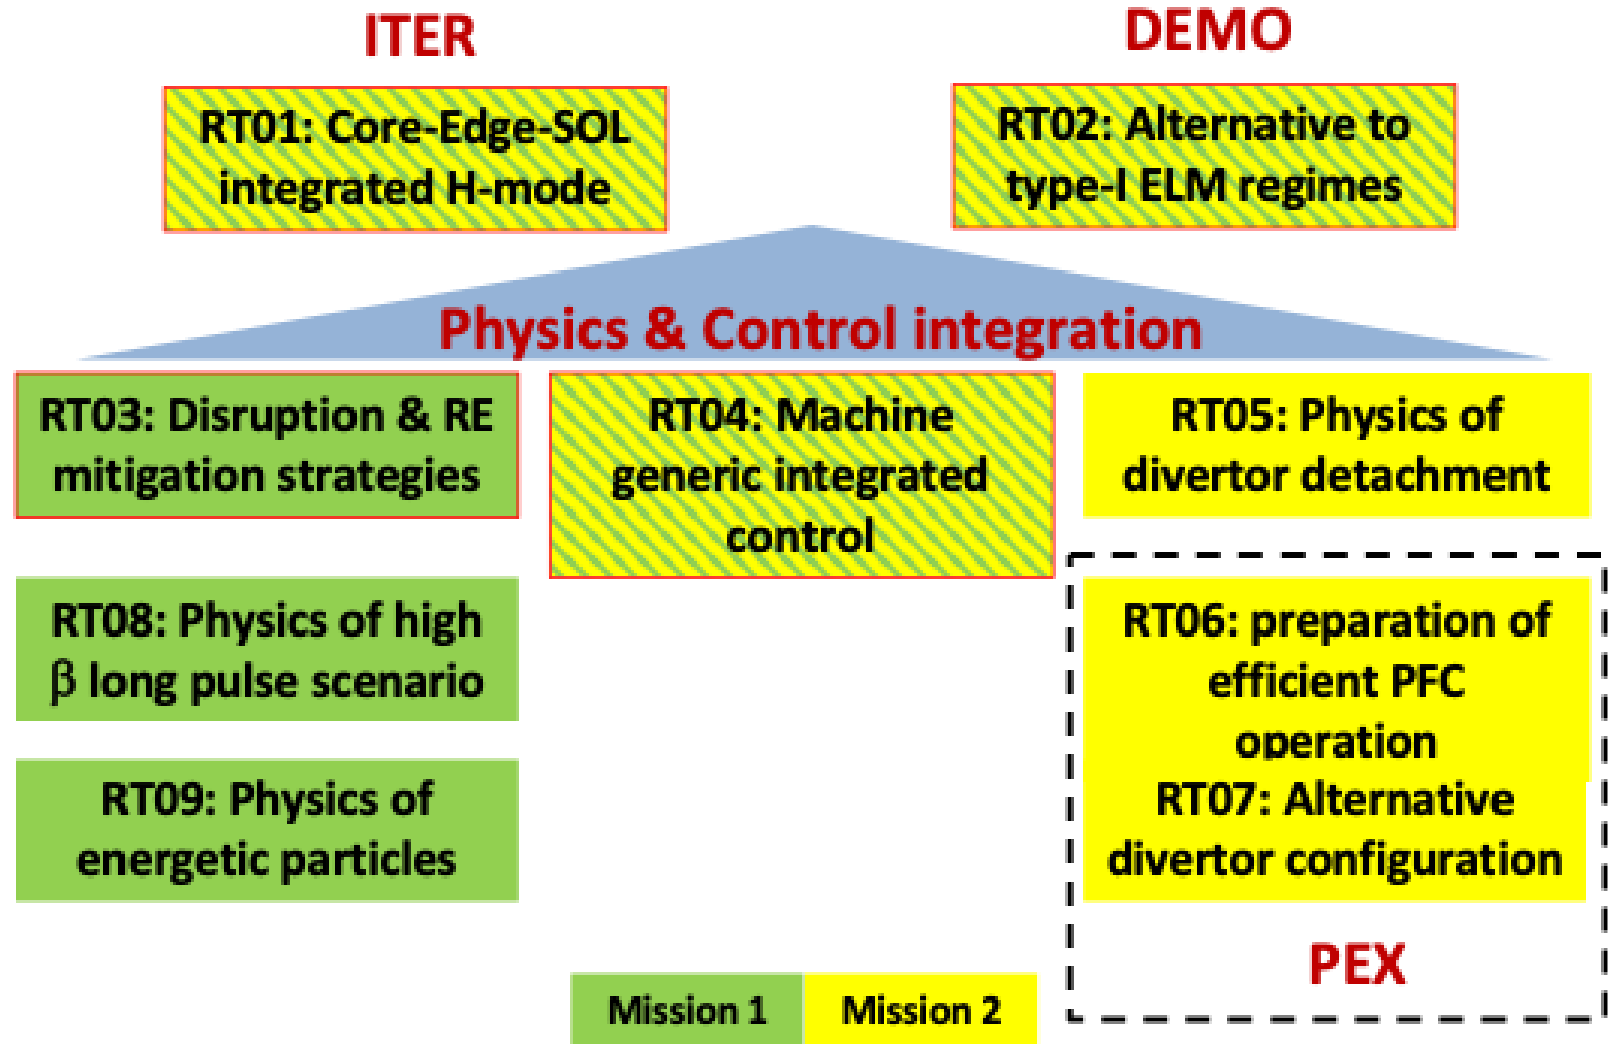 ITER
DEMO
RT01: Core-Edge-SOL
integrated H-mode
RT02: Alternative to
type-I ELM regimes
Physics & Control integration
RT03: Disruption & RE
mitigation strategies
RT04: Machine
generic integrated
control
RT05: Physics of
divertor detachment
RT08: Physics of high
β long pulse scenario
RT06: preparation of
efficient PFC
operation
RT09: Physics of
energetic particles
RT07: Alternative
divertor configuration
PEX
Mission 1
Mission 2